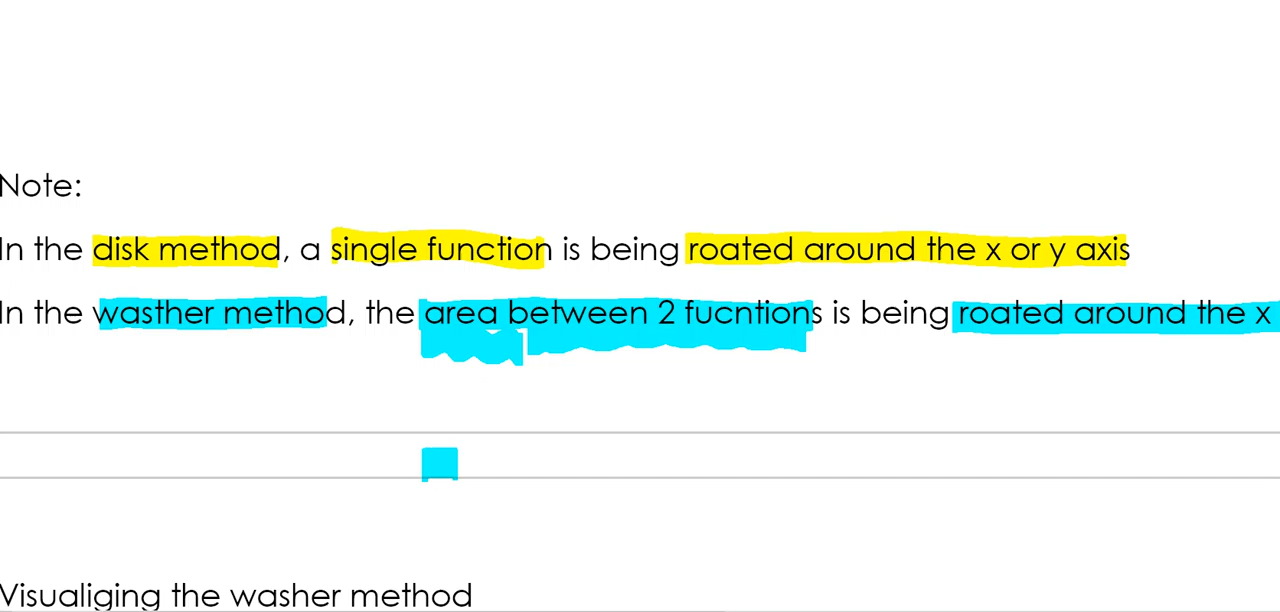 Note:
In the disk method, a single function is being roated around the x or y axis
In the wasther method, the area between 2 fucntions is being roated around the x
Visualiging the washer method